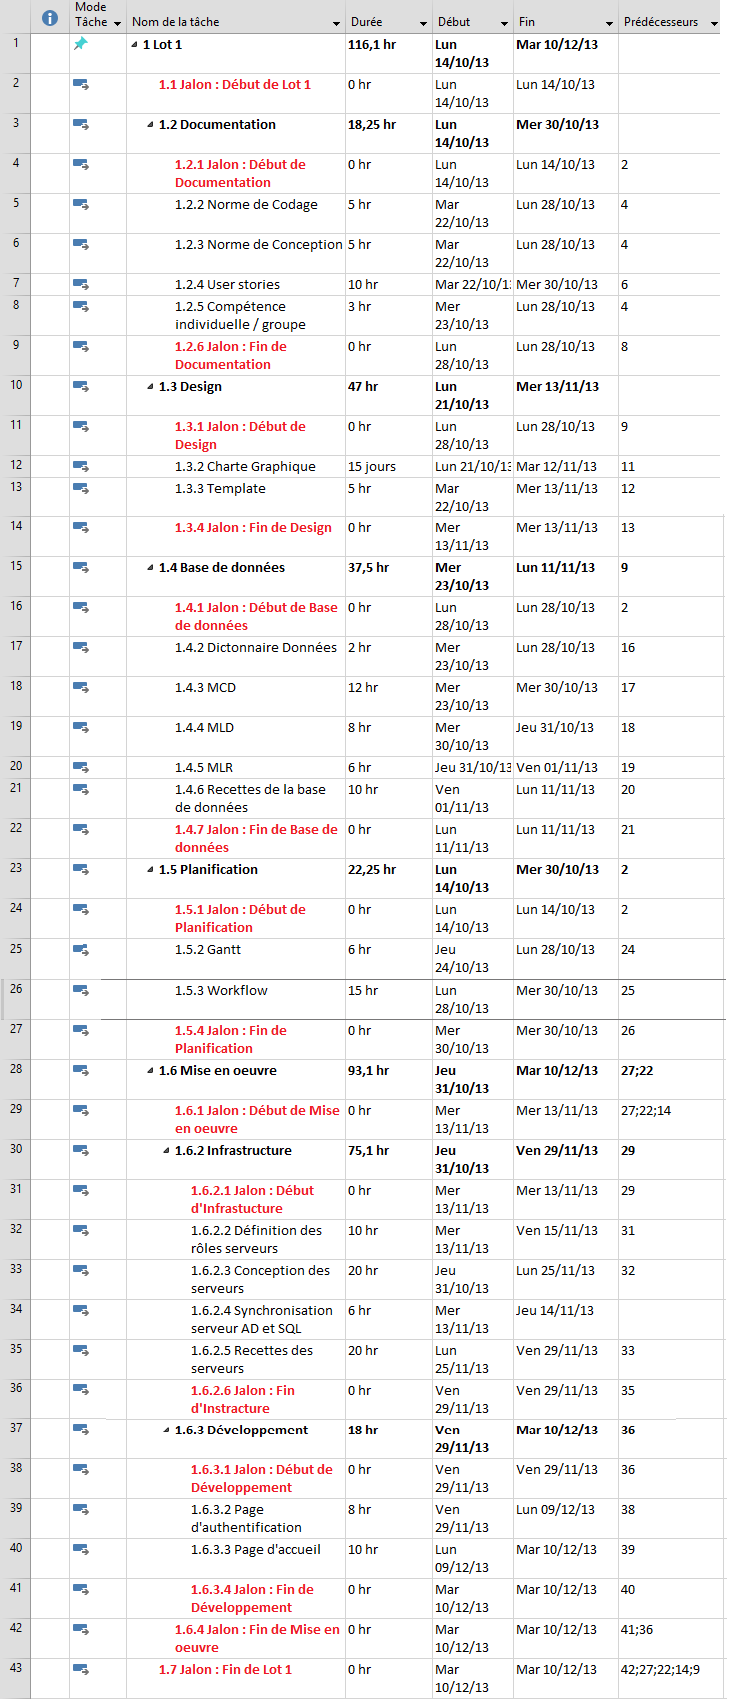 Mode
Tâche Nom de la tâche Durée Début Fin Prédécesseurs
1 1 Lot 1 116,1 hr Lun Mar 10/12/13
14/10/13
2 1.1 Jalon : Début de Lot 1 0 hr Lun Lun 14/10/13
14/10/13
3 1.2 Documentation 18,25 hr Lun Mer 30/10/13
14/10/13
4 1.2.1 Jalon : Début de 0 hr Lun Lun 14/10/13 2
Documentation 14/10/13
5 1.2.2 Norme de Codage 5 hr Mar Lun 28/10/13 4
22/10/13
6 1.2.3 Norme de Conception 5 hr Mar Lun 28/10/13 4
22/10/13
7 1.2.4 User stories 10 hr Mar 22/10/13 Mer 30/10/13 6
8 1.2.5 Compétence 3 hr Mer Lun 28/10/13 4
individuelle / groupe 23/10/13
9 1.2.6 Jalon : Fin de 0 hr Lun Lun 28/10/13 8
Documentation 28/10/13
10 1.3 Design 47 hr Lun Mer 13/11/13
21/10/13
11 1.3.1 Jalon : Début de 0 hr Lun Lun 28/10/13 9
Design 28/10/13
12 1.3.2 Charte Graphique 15 jours Lun 21/10/13 Mar 12/11/13 11
13 1.3.3 Template 5 hr Mar Mer 13/11/13 12
22/10/13
14 1.3.4 Jalon : Fin de Design 0 hr Mer Mer 13/11/13 13
13/11/13
15 1.4 Base de données 37,5 hr Mer Lun 11/11/13 9
23/10/13
16 1.4.1 Jalon : Début de Base 0 hr Lun Lun 28/10/13 2
de données 28/10/13
17 1.4.2 Dictonnaire Données 2 hr Mer Lun 28/10/13 16
23/10/13
18 1.4.3 MCD 12 hr Mer Mer 30/10/13 17
23/10/13
19 1.4.4 MLD 8 hr Mer Jeu 31/10/13 18
30/10/13
20 1.4.5 MLR 6 hr Jeu 31/10/13 Ven 01/11/13 19
21 1.4.6 Recettes de la base 10 hr Ven Lun 11/11/13 20
de données 01/11/13
22 1.4.7 Jalon : Fin de Base de 0 hr Lun Lun 11/11/13 21
données 11/11/13
23 1.5 Planification 22,25 hr Lun Mer 30/10/13 2
14/10/13
24 1.5.1 Jalon : Début de 0 hr Lun Lun 14/10/13 2
Planification 14/10/13
25 1.5.2 Gantt 6 hr Jeu Lun 28/10/13 24
24/10/13
26 1.5.3 Workflow 15 hr Lun Mer 30/10/13 25
28/10/13
27 1.5.4 Jalon : Fin de 0 hr Mer Mer 30/10/13 26
Planification 30/10/13
28 1.6 Mise en oeuvre 93,1 hr Jeu Mar 10/12/13 27;22
31/10/13
29 1.6.1 Jalon : Début de Mise 0 hr Mer Mer 13/11/13 27;22;14
en oeuvre 13/11/13
30 1.6.2 Infrastructure 75,1 hr Jeu Ven 29/11/13 29
31/10/13
31 1.6.2.1 Jalon : Début 0 hr Mer Mer 13/11/13 29
d'Infrastucture 13/11/13
32 1.6.2.2 Définition des 10 hr Mer Ven 15/11/13 31
rôles serveurs 13/11/13
33 1.6.2.3 Conception des 20 hr Jeu Lun 25/11/13 32
serveurs 31/10/13
34 1.6.2.4 Synchronisation 6 hr Mer Jeu 14/11/13
serveur AD et SQL 13/11/13
35 1.6.2.5 Recettes des 20 hr Lun Ven 29/11/13 33
serveurs 25/11/13
36 1.6.2.6 Jalon : Fin 0 hr Ven Ven 29/11/13 35
d'Instracture 29/11/13
37 1.6.3 Développement 18 hr Ven Mar 10/12/13 36
29/11/13
38 1.6.3.1 Jalon : Début de 0 hr Ven Ven 29/11/13 36
Développement 29/11/13
39 1.6.3.2 Page 8 hr Ven Lun 09/12/13 38
d'authentification 29/11/13
40 1.6.3.3 Page d'accueil 10 hr Lun Mar 10/12/13 39
09/12/13
41 1.6.3.4 Jalon : Fin de 0 hr Mar Mar 10/12/13 40
Développement 10/12/13
42 1.6.4 Jalon : Fin de Mise en 0 hr Mar Mar 10/12/13 41;36
oeuvre 10/12/13
43 1.7 Jalon : Fin de Lot 1 0 hr Mar Mar 10/12/13 42;27;22;14;9
10/12/13